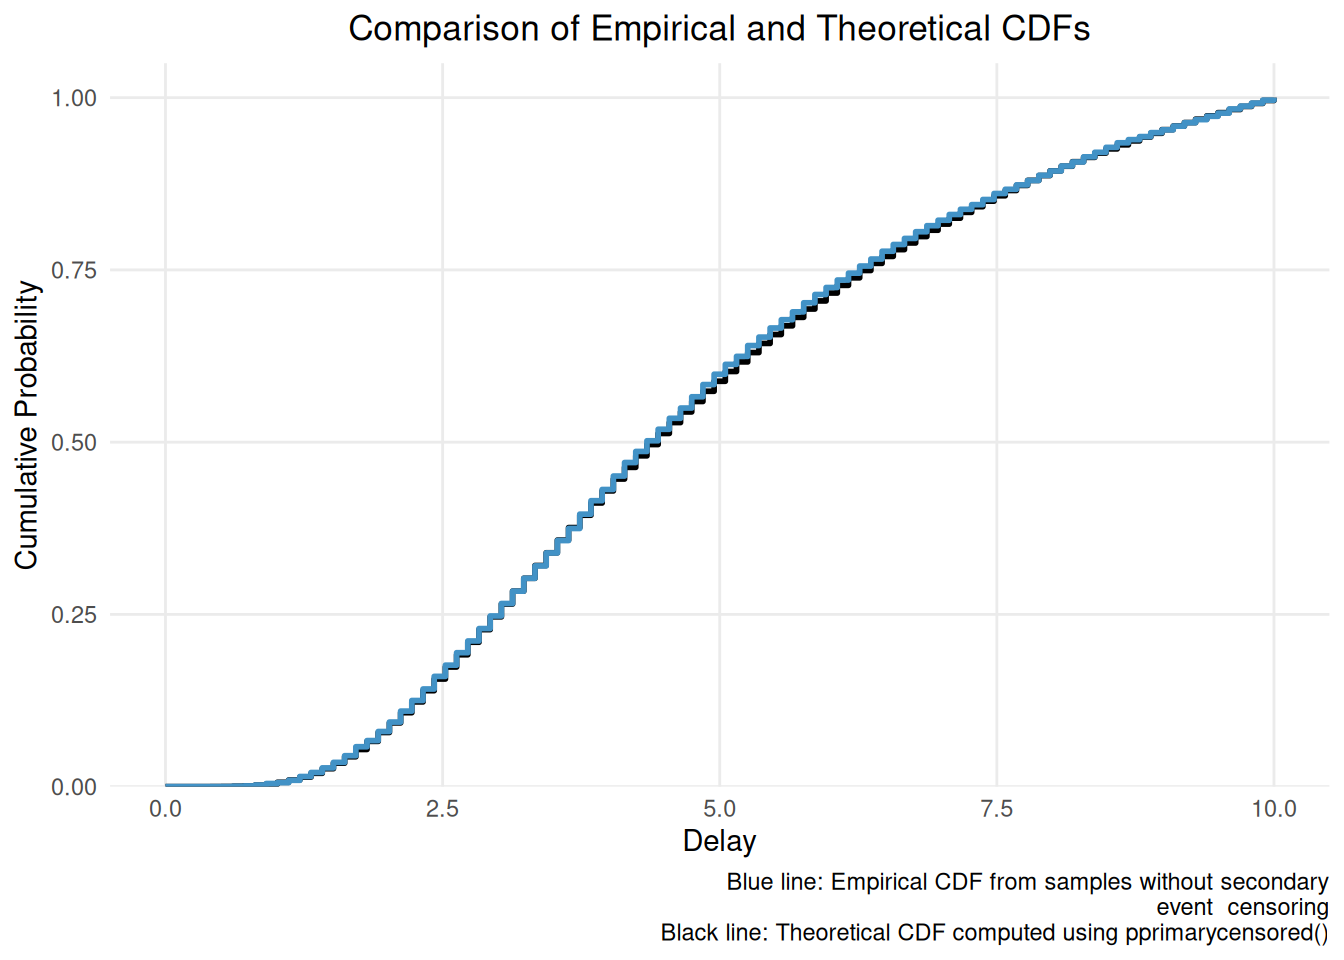 Comparison of Empirical and Theoretical CDFs
1.00
0.75
0.50
0.25
0.00
Cumulative Probability
0.0 2.5 5.0 7.5 10.0
Delay
Blue line: Empirical CDF from samples without secondary
event  censoring
Black line: Theoretical CDF computed using pprimarycensored()